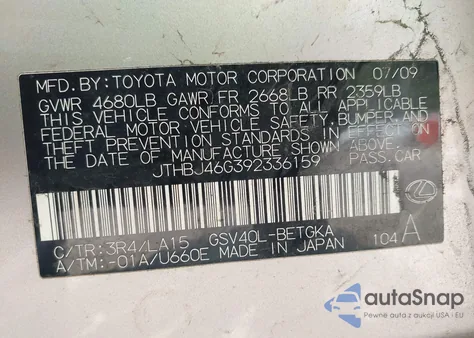 MFD. BY: TOYOTA MOTOR CORPORATION 07/09
GVWR 4680LB GAWR FR 2668LB RR 2359LB
THIS VEHICLE CONFORMS TO ALL APPLICABLE
FEDERAL MOTOR VEHICLE SAFETY, BUMPER, AND
THEFT PREVENTION STANDARDS IN EFFECT ON
THE DATE OF MANUFACTURE SHOWN ABOVE.
JTHBJ46G392336159 PASS. CAR
C/TR: 3R4/LA15 GSV40L-BETGKA
A/TM: -01A/U660E MADE IN JAPAN 104 A
autoSnap
Pewne auta z aukcji USA i EU